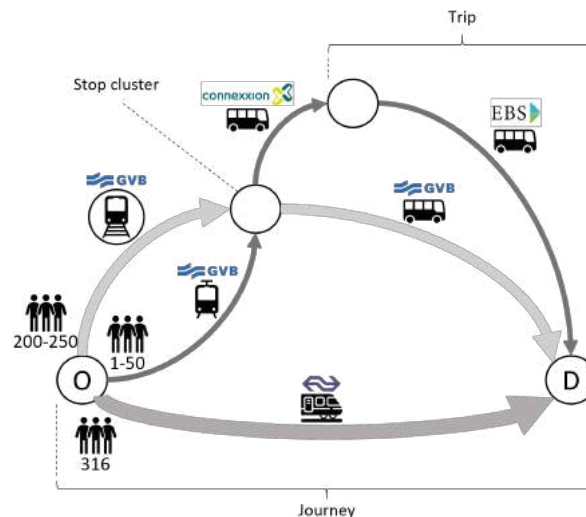 Trip
Stop cluster
connexxion
EBS
GVB
GVB
GVB
200-250
1-50
O
D
316
Journey